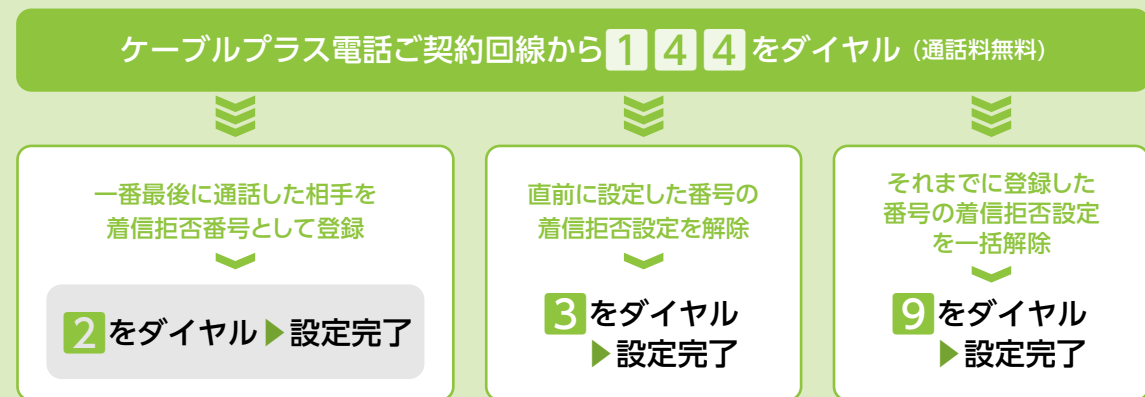 ケーブルプラス電話ご契約回線から144をダイヤル（通話料無料）
一番最後に通話した相手を
着信拒否番号として登録
2をダイヤル▶設定完了
直前に設定した番号の
着信拒否設定を解除
3をダイヤル
▶設定完了
それまでに登録した
番号の着信拒否設定
を一括解除
9をダイヤル
▶設定完了